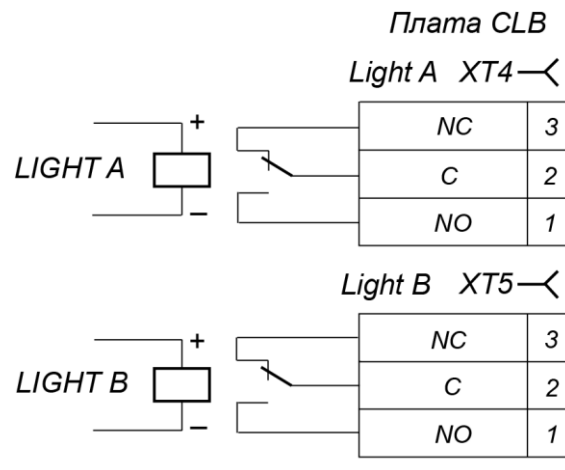 Плата CLB
Light A XT4
LIGHT A
+
−
NC 3
C 2
NO 1
Light B XT5
LIGHT B
+
−
NC 3
C 2
NO 1